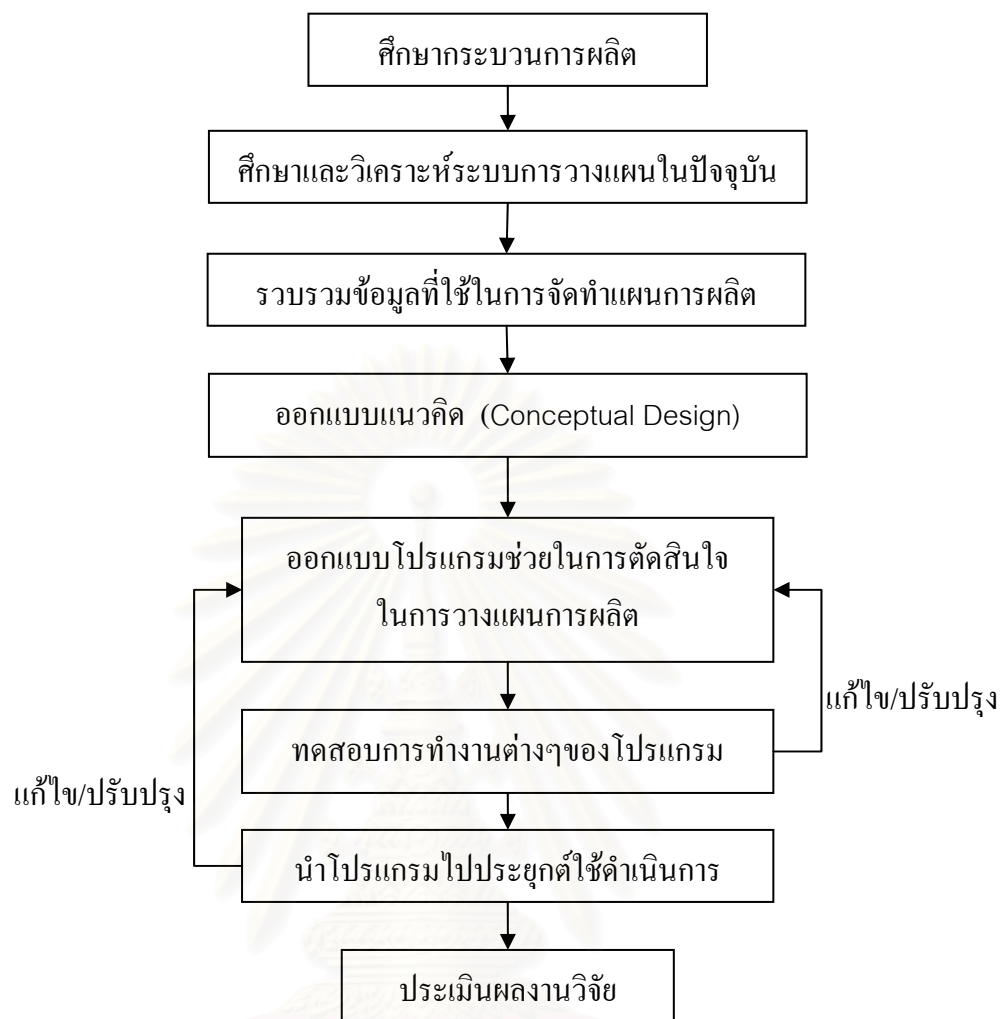 ศึกษากระบวนการผลิต
ศึกษาและวิเคราะห์ระบบการวางแผนในปัจจุบัน
รวบรวมข้อมูลที่ใช้ในการจัดทำแผนการผลิต
ออกแบบแนวคิด (Conceptual Design)
ออกแบบโปรแกรมช่วยในการตัดสินใจ
ในการวางแผนการผลิต
แก้ไข/ปรับปรุง
ทดสอบการทำงานต่างๆของโปรแกรม
แก้ไข/ปรับปรุง
นำโปรแกรมไปประยุกต์ใช้ดำเนินการ
ประเมินผลงานวิจัย